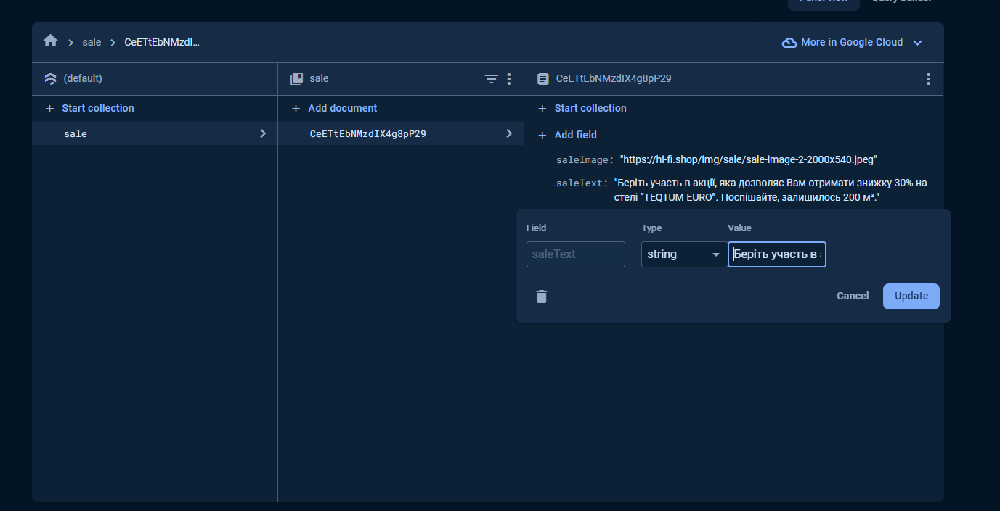 sale
CeETtEbNMzdI...
More in Google Cloud
(default)
sale
CeETtEbNMzdIX4g8pP29
Start collection
Add document
Start collection
sale
CeETtEbNMzdIX4g8pP29
Add field
saleImage: "https://hi-fi.shop/img/sale/sale-image-2-2000x540.jpeg"
saleText: "Беріть участь в акції, яка дозволяє Вам отримати знижку 30% на
стелі “TEQTUM EURO”. Поспішайте, залишилось 200 м²."
Field Type Value
saleText = string Беріть участь в
Cancel Update